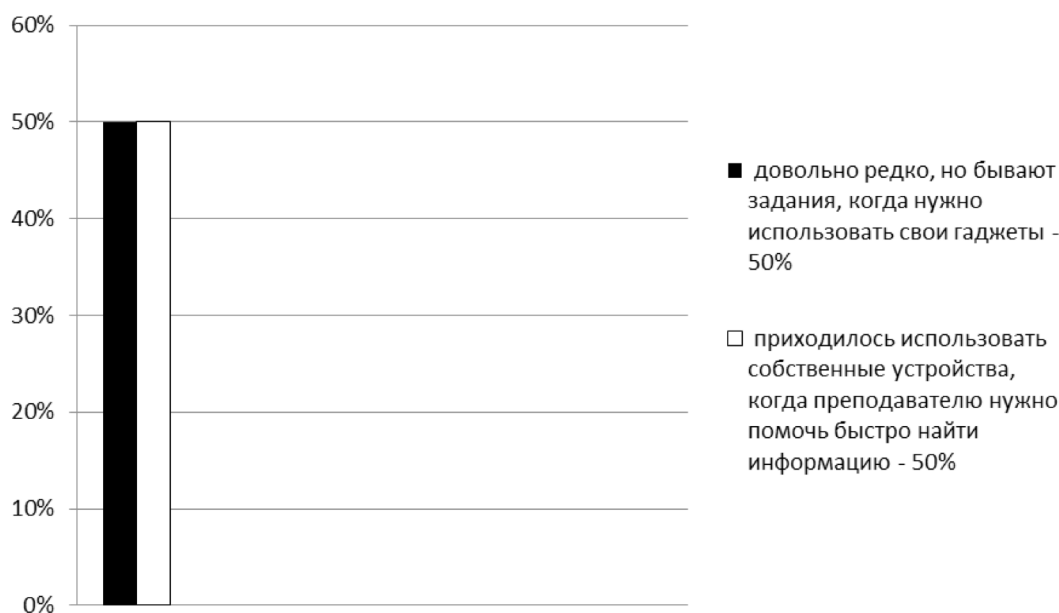 60%
50%
40%
30%
20%
10%
0%
довольно редко, но бывают
задания, когда нужно
использовать свои гаджеты -
50%
приходилось использовать
собственные устройства,
когда преподавателю нужно
помочь быстро найти
информацию - 50%